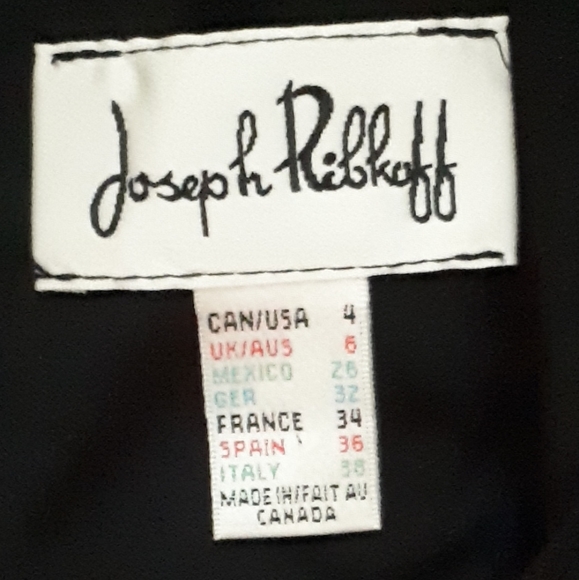 Joseph Ribkoff
CAN/USA 4
UK/AUS 6
MEXICO 26
GER 32
FRANCE 34
SPAIN 36
ITALY 38
MADE IN/FAIT AU
CANADA